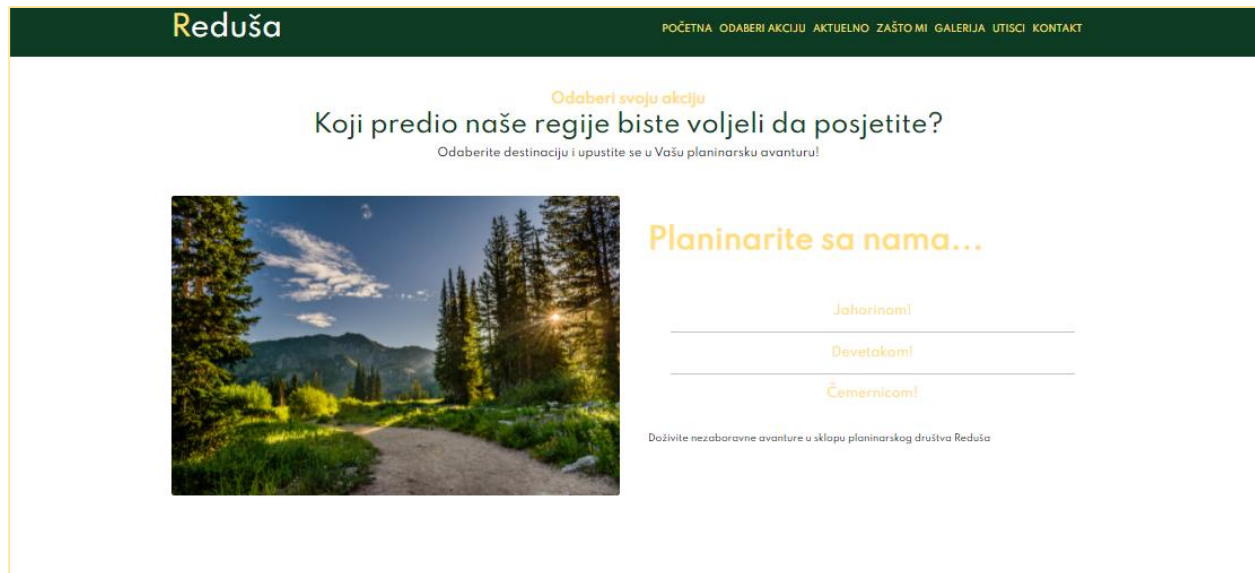 Reduša
POČETNA ODABERI AKCIJU AKTUELNO ZAŠTO MI GALERIJA UTISCI KONTAKT
Odaberi svoju akciju
Koji predio naše regije biste voljeli da posjetite?
Odaberite destinaciju i upustite se u Vašu planinarsku avanturu!
Planinarite sa nama...
Jahorinom!
Devetakom!
Čemernicom!
Doživite nezaboravne avanture u sklopu planinarskog društva Reduša